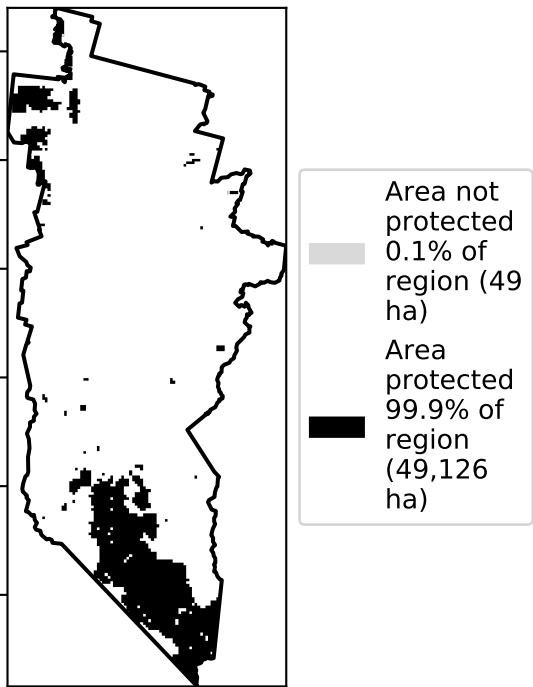 Area not
protected
0.1% of
region (49
ha)
Area
protected
99.9% of
region
(49,126
ha)